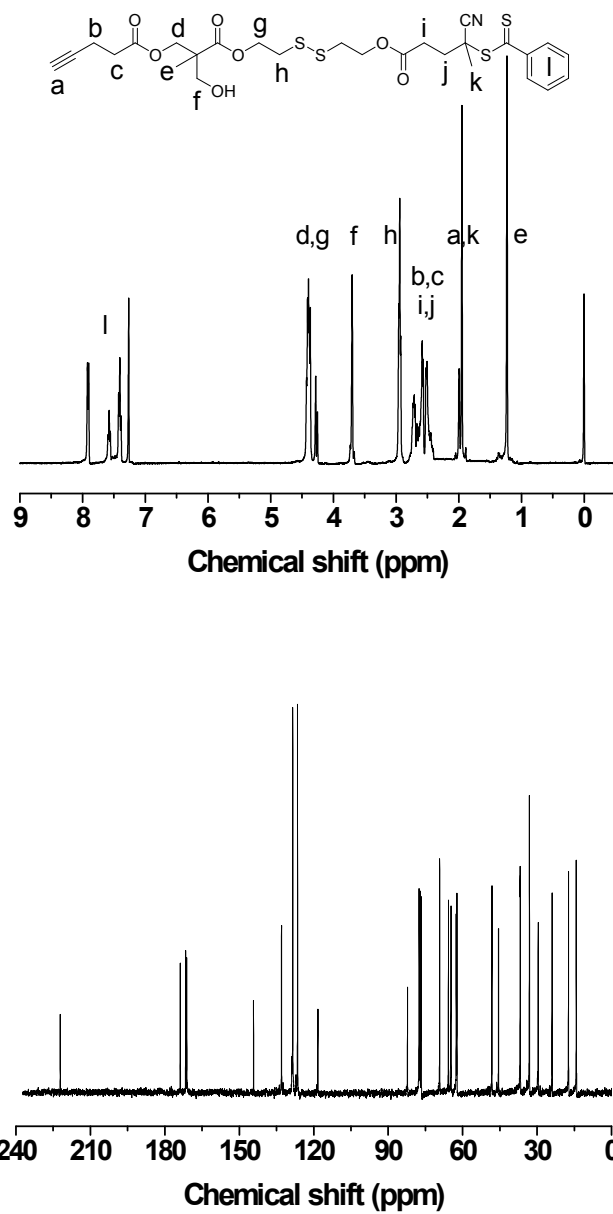 b
O
d
O
g
O
S
S
O
i
CN
S
a
c
O
e
h
O
j
S
l
f
OH
k
d,g
f
h
b,c
i,j
a,k
e
l
9 8 7 6 5 4 3 2 1 0
Chemical shift (ppm)
240 210 180 150 120 90 60 30 0
Chemical shift (ppm)